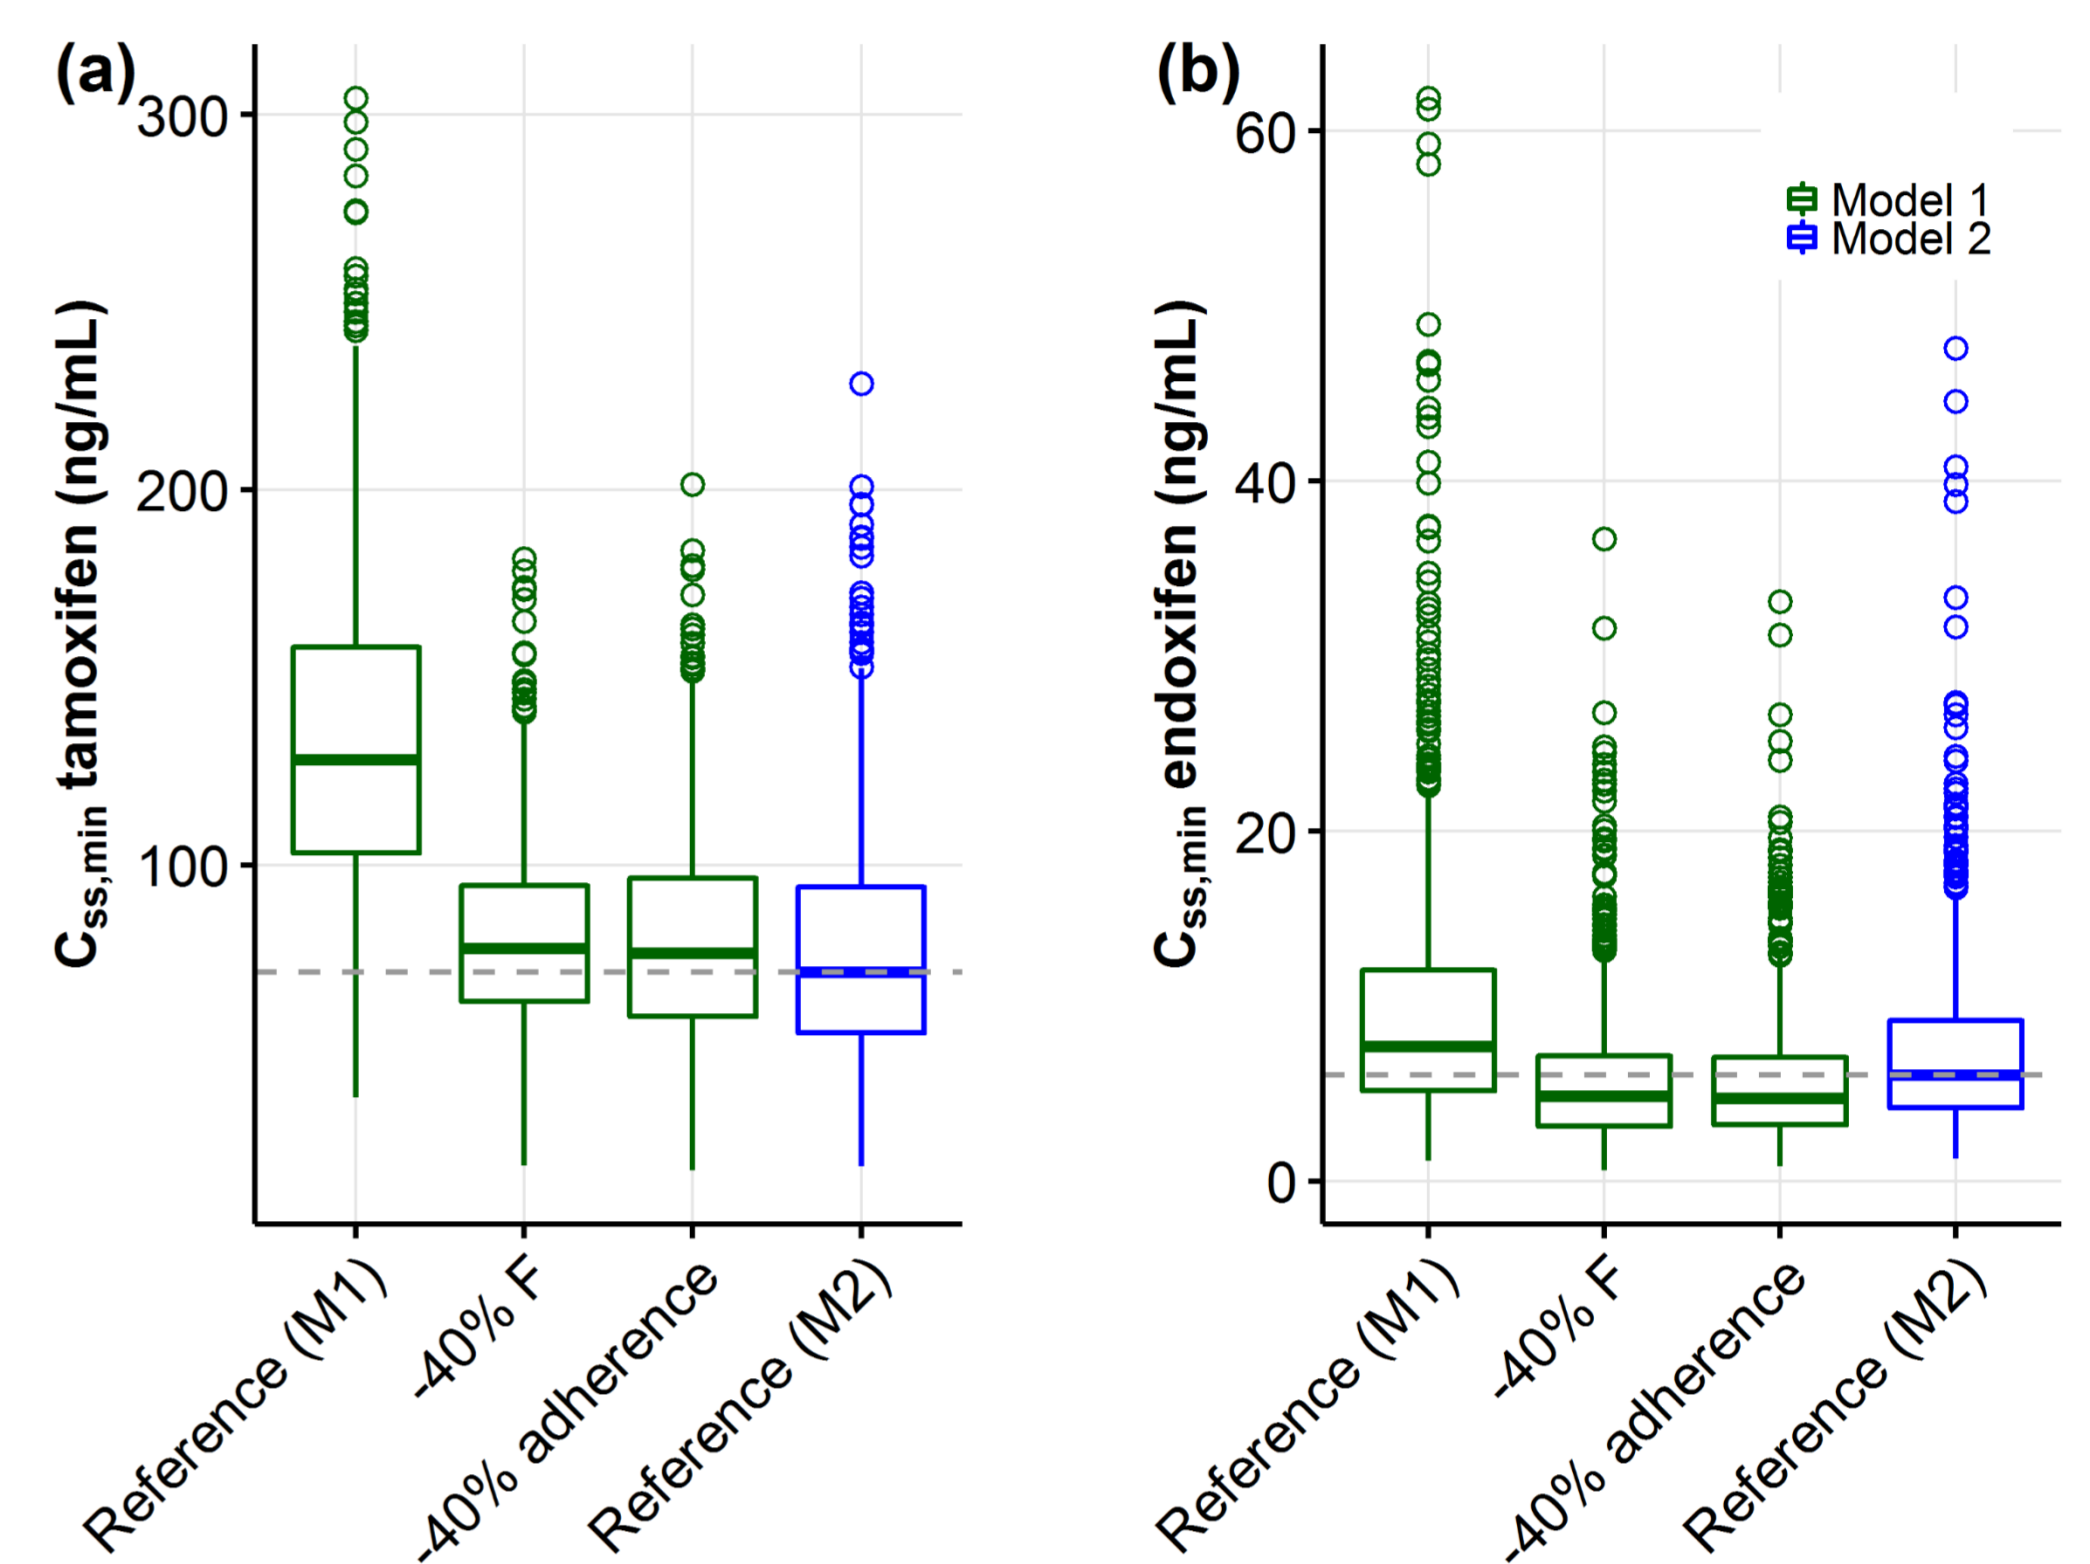 (a)
300
200
100
Css,min tamoxifen (ng/mL)
Reference (M1)
-40% F
-40% adherence
Reference (M2)
(b)
60
40
20
0
Css,min endoxifen (ng/mL)
Model 1
Model 2
Reference (M1)
-40% F
-40% adherence
Reference (M2)